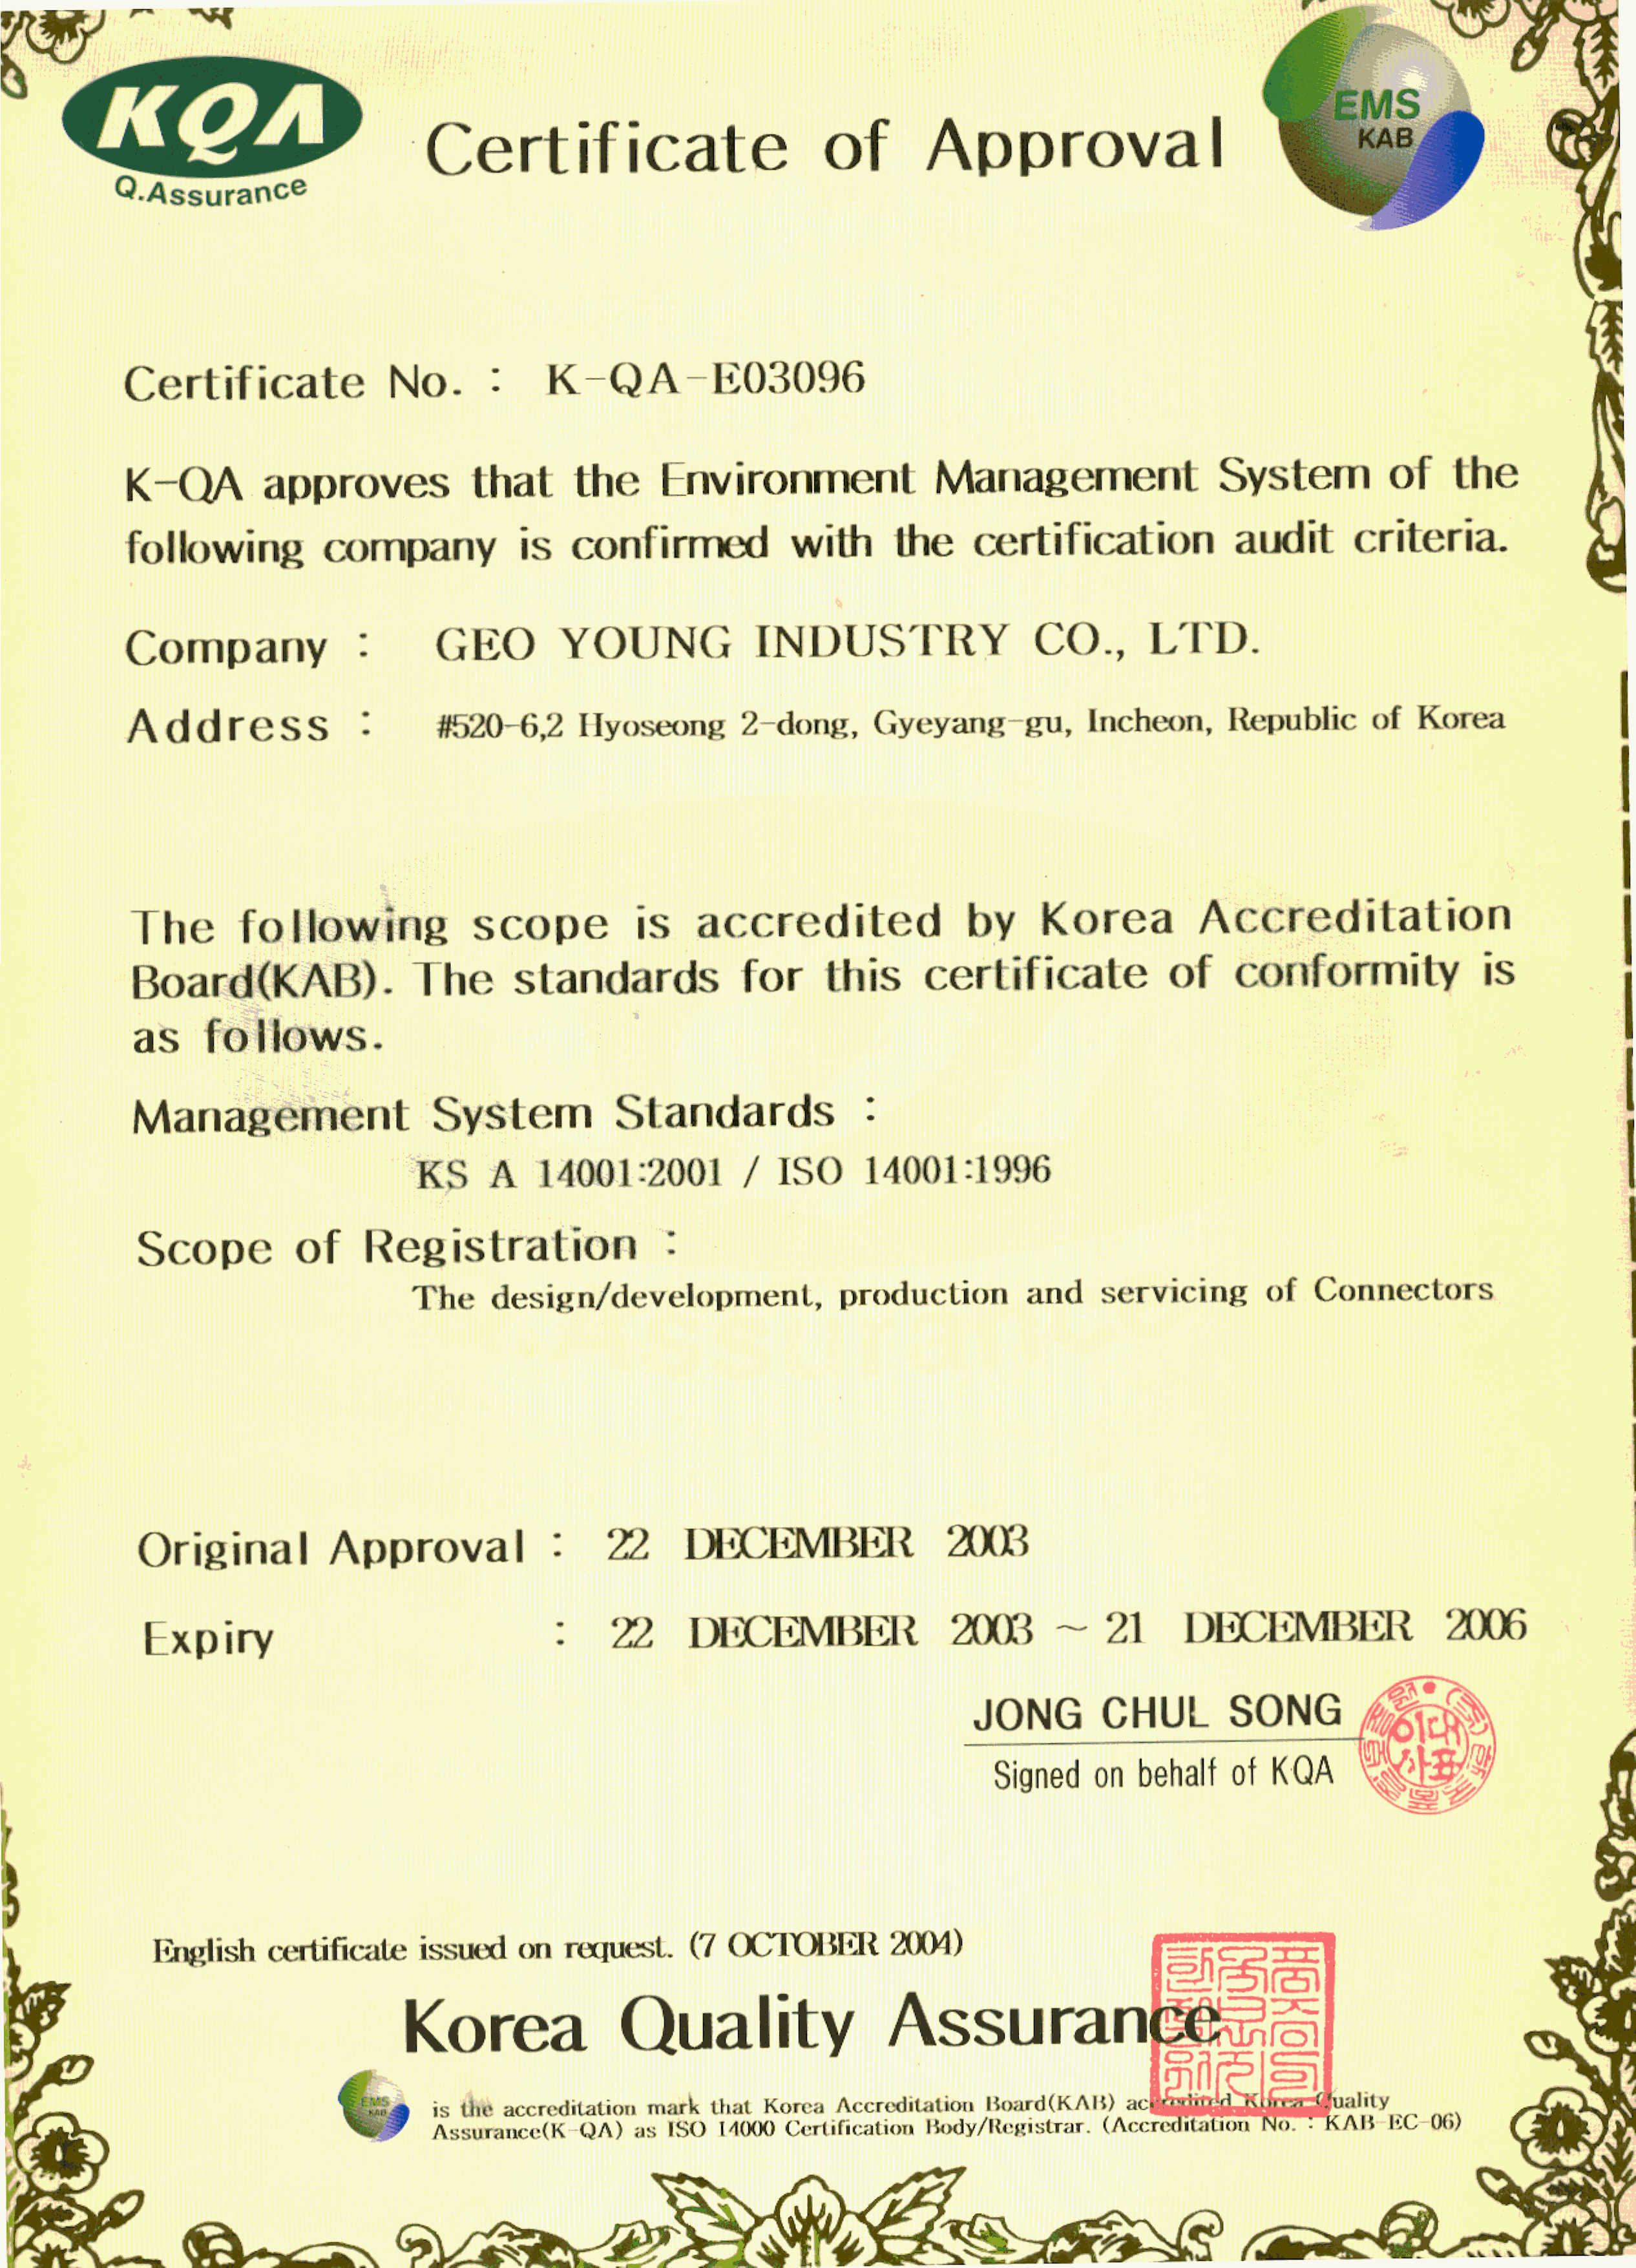 KQA
Q.Assurance
Certificate of Approval
EMS
KAB
Certificate No. : K-QA-E03096
K-QA approves that the Environment Management System of the
following company is confirmed with the certification audit criteria.
Company : GEO YOUNG INDUSTRY CO., LTD.
Address : #520-6,2 Hyoseong 2-dong, Gyeyang-gu, Incheon, Republic of Korea
The following scope is accredited by Korea Accreditation
Board(KAB). The standards for this certificate of conformity is
as follows.
Management System Standards :
KS A 14001:2001 / ISO 14001:1996
Scope of Registration :
The design/development, production and servicing of Connectors
Original Approval : 22 DECEMBER 2003
Expiry : 22 DECEMBER 2003 ~ 21 DECEMBER 2006
JONG CHUL SONG
Signed on behalf of KQA
English certificate issued on request. (7 OCTOBER 2004)
Korea Quality Assurance
EMS
KAB
is the accreditation mark that Korea Accreditation Board(KAB) accredited Korea Quality
Assurance(K-QA) as ISO 14000 Certification Body/Registrar. (Accreditation No. : KAB-EC-06)